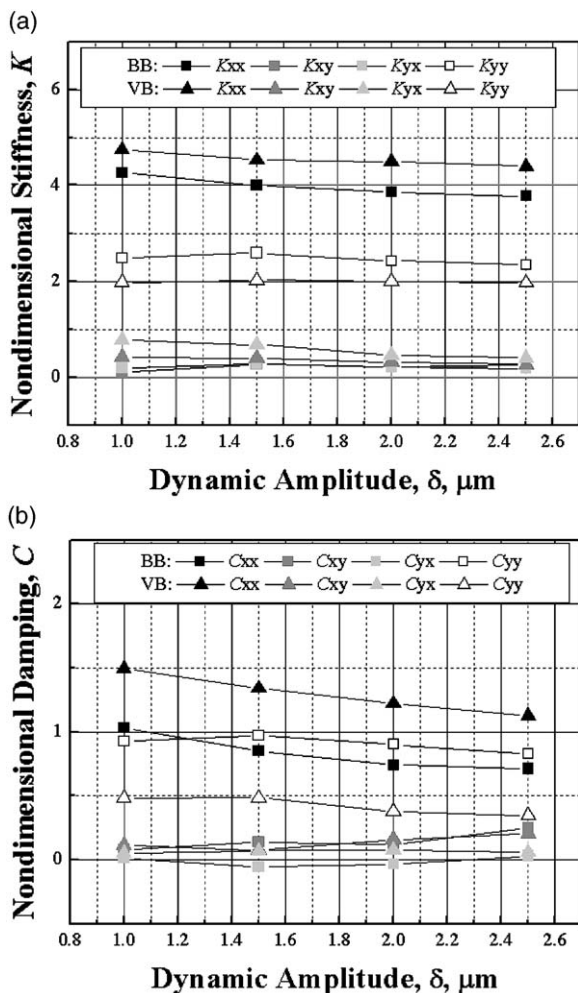 (a)
Nondimensional Stiffness, K
6
4
2
0
BB: Kxx Kxy Kyx Kyy
VB: Kxx Kxy Kyx Kyy
0.8 1.0 1.2 1.4 1.6 1.8 2.0 2.2 2.4 2.6
Dynamic Amplitude, δ, μm
(b)
Nondimensional Damping, C
2
1
0
BB: Cxx Cxy Cyx Cyy
VB: Cxx Cxy Cyx Cyy
0.8 1.0 1.2 1.4 1.6 1.8 2.0 2.2 2.4 2.6
Dynamic Amplitude, δ, μm